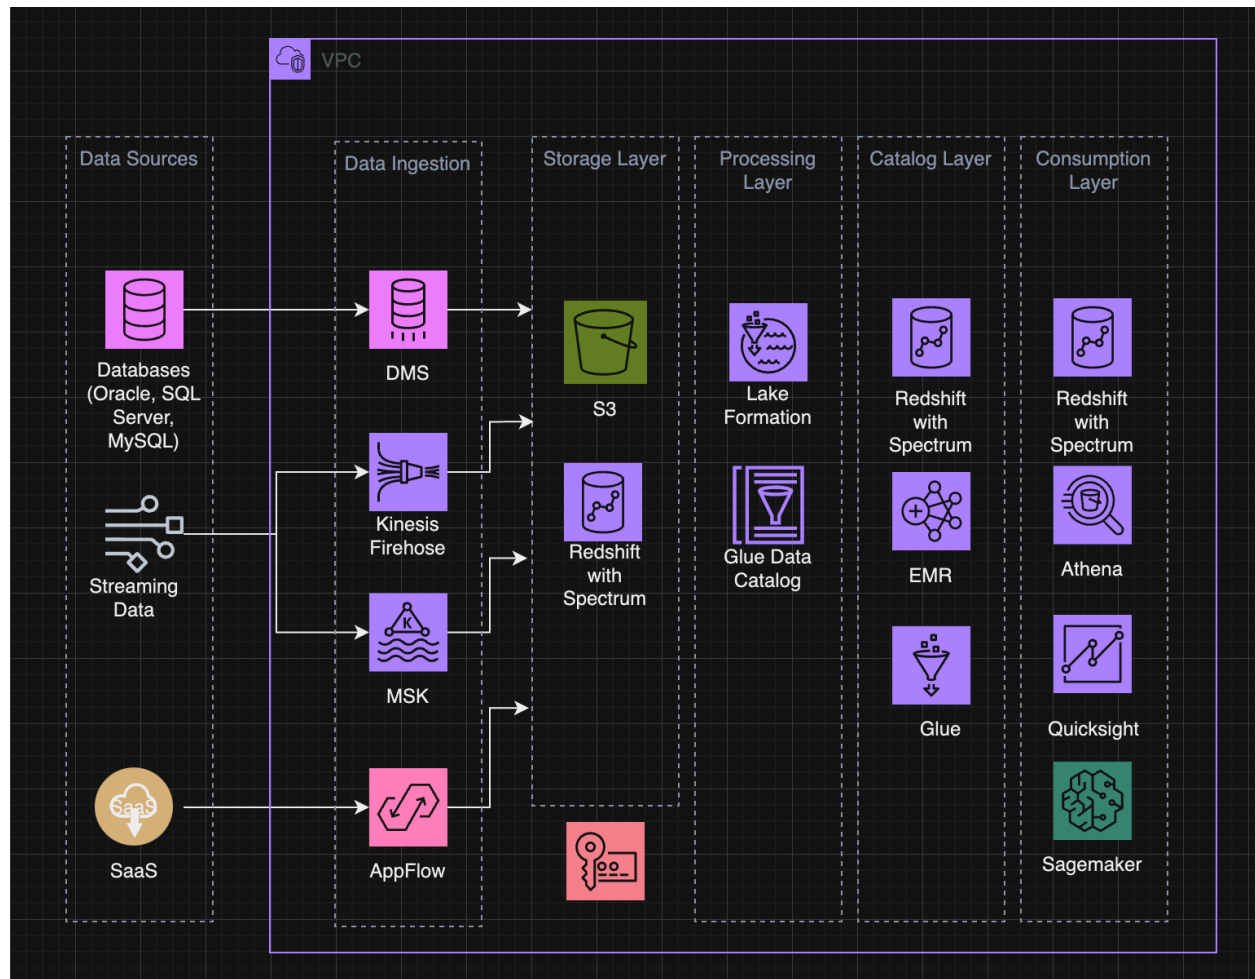 VPC
Data Sources
Databases
(Oracle, SQL
Server,
MySQL)
Streaming
Data
SaaS
SaaS
Data Ingestion
DMS
Kinesis
Firehose
K
MSK
AppFlow
Storage Layer
S3
Redshift
with
Spectrum
Processing
Layer
Lake
Formation
Glue Data
Catalog
Catalog Layer
Redshift
with
Spectrum
EMR
Glue
Consumption
Layer
Redshift
with
Spectrum
Athena
Quicksight
Sagemaker